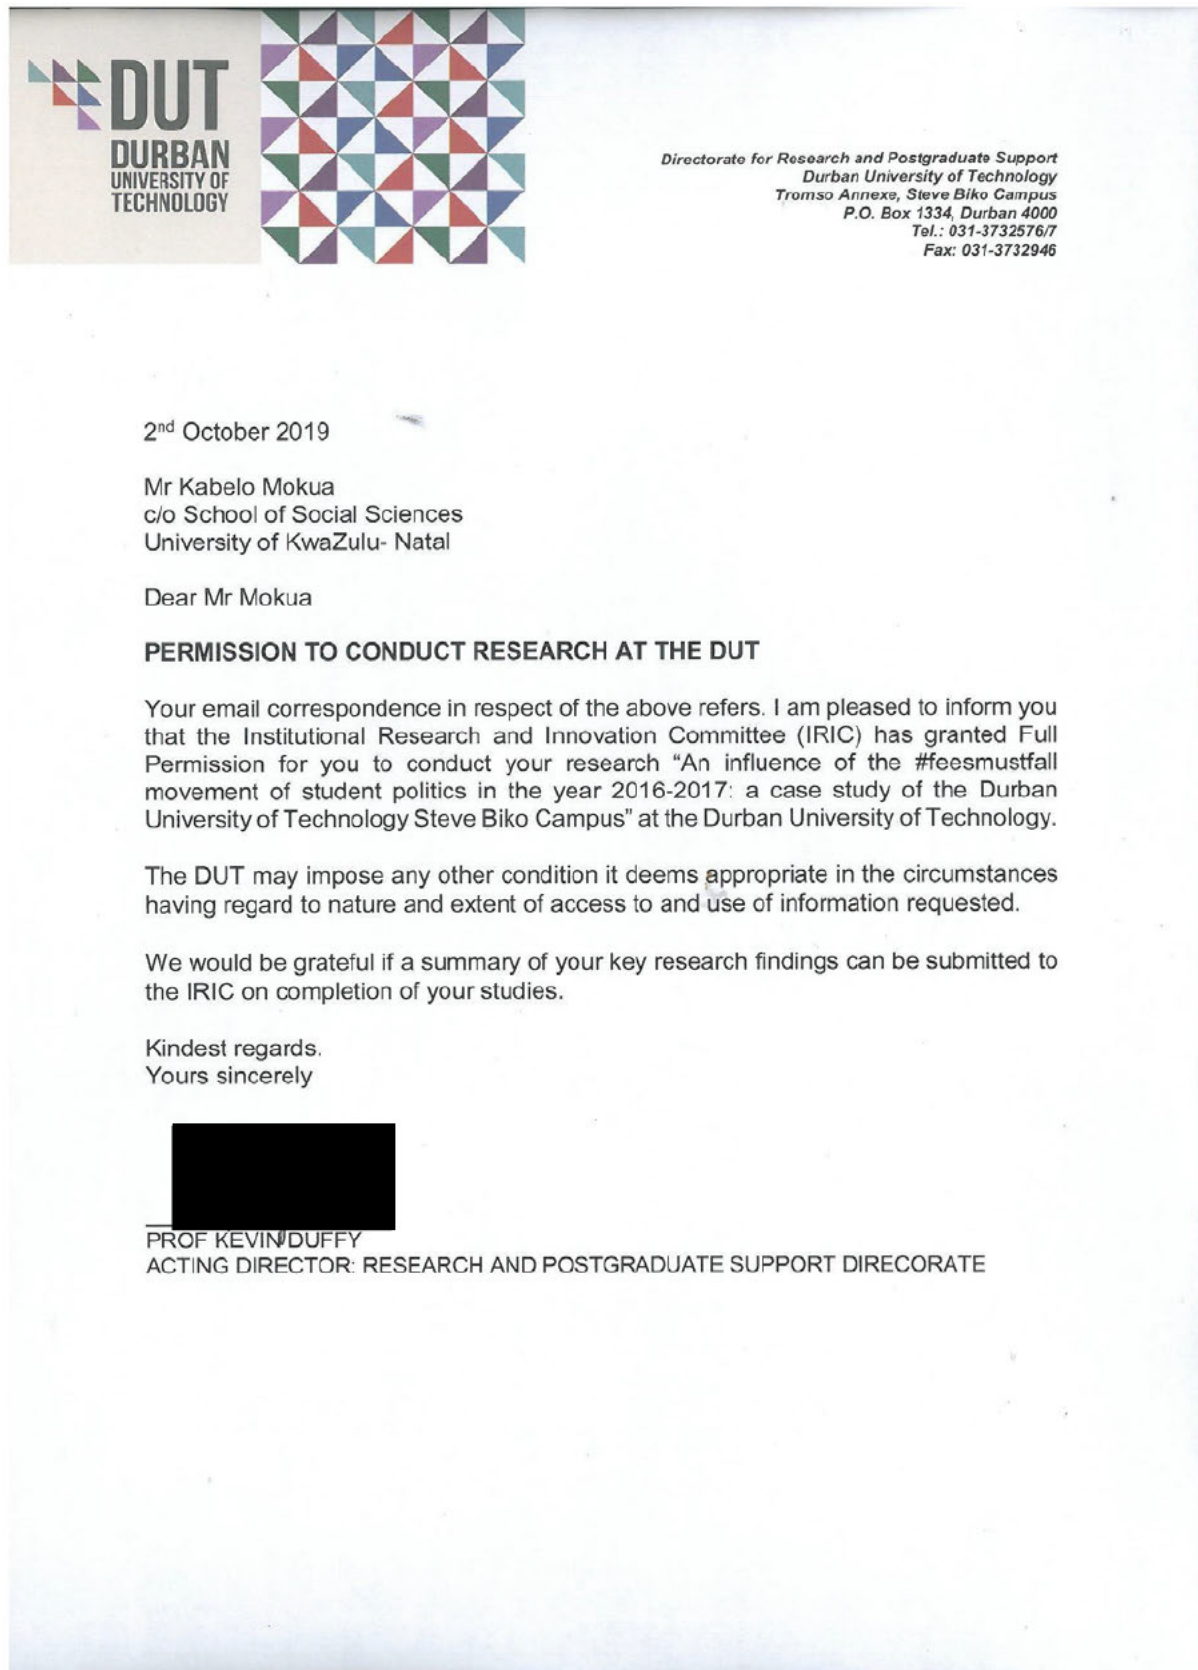 DUT
DURBAN
UNIVERSITY OF
TECHNOLOGY
Directorate for Research and Postgraduate Support
Durban University of Technology
Tromso Annexe, Steve Biko Campus
P.O. Box 1334, Durban 4000
Tel.: 031-3732576/7
Fax: 031-3732946
2nd October 2019
Mr Kabelo Mokua
c/o School of Social Sciences
University of KwaZulu- Natal
Dear Mr Mokua
PERMISSION TO CONDUCT RESEARCH AT THE DUT
Your email correspondence in respect of the above refers. I am pleased to inform you
that the Institutional Research and Innovation Committee (IRIC) has granted Full
Permission for you to conduct your research “An influence of the #feesmustfall
movement of student politics in the year 2016-2017: a case study of the Durban
University of Technology Steve Biko Campus” at the Durban University of Technology.
The DUT may impose any other condition it deems appropriate in the circumstances
having regard to nature and extent of access to and use of information requested.
We would be grateful if a summary of your key research findings can be submitted to
the IRIC on completion of your studies.
Kindest regards.
Yours sincerely
PROF KEVIN DUFFY
ACTING DIRECTOR: RESEARCH AND POSTGRADUATE SUPPORT DIRECORATE